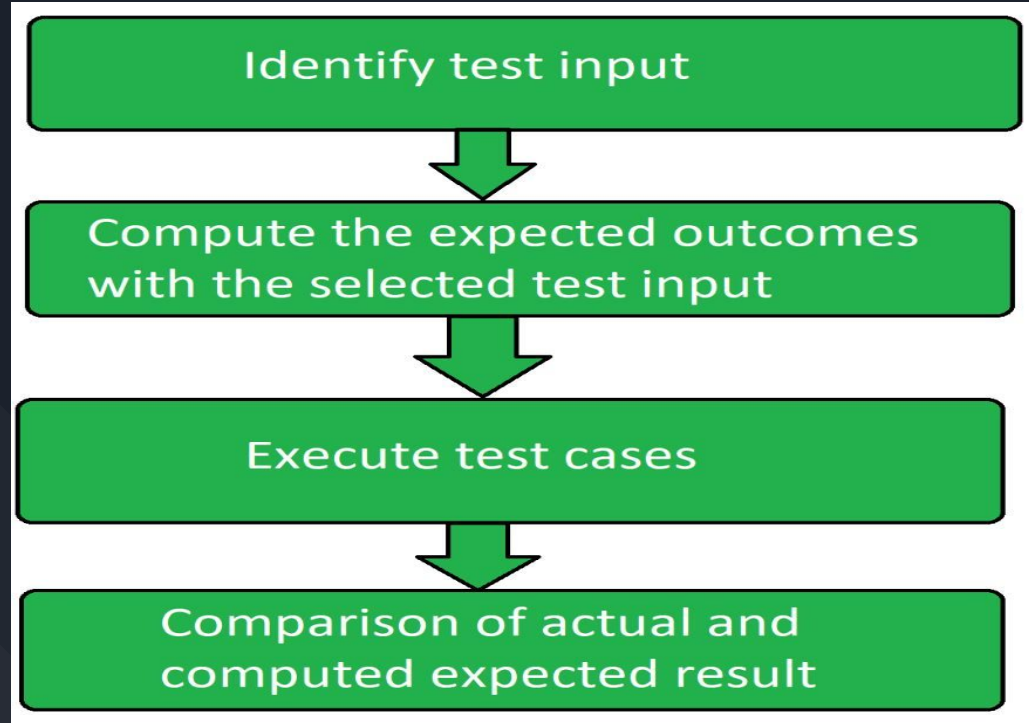 Identify test input
Compute the expected outcomes
with the selected test input
Execute test cases
Comparison of actual and
computed expected result